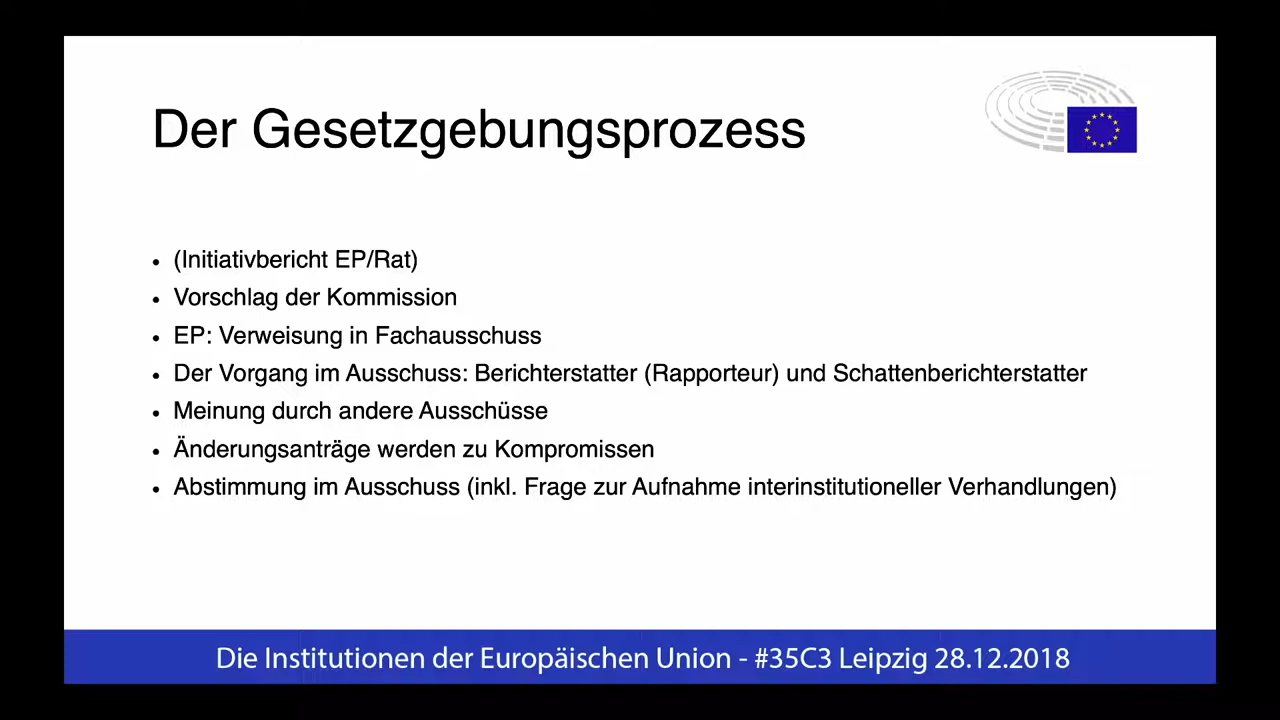 Der Gesetzgebungsprozess
• (Initiativbericht EP/Rat)
• Vorschlag der Kommission
• EP: Verweisung in Fachausschuss
• Der Vorgang im Ausschuss: Berichterstatter (Rapporteur) und Schattenberichterstatter
• Meinung durch andere Ausschüsse
• Änderungsanträge werden zu Kompromissen
• Abstimmung im Ausschuss (inkl. Frage zur Aufnahme interinstitutioneller Verhandlungen)
Die Institutionen der Europäischen Union - #35C3 Leipzig 28.12.2018